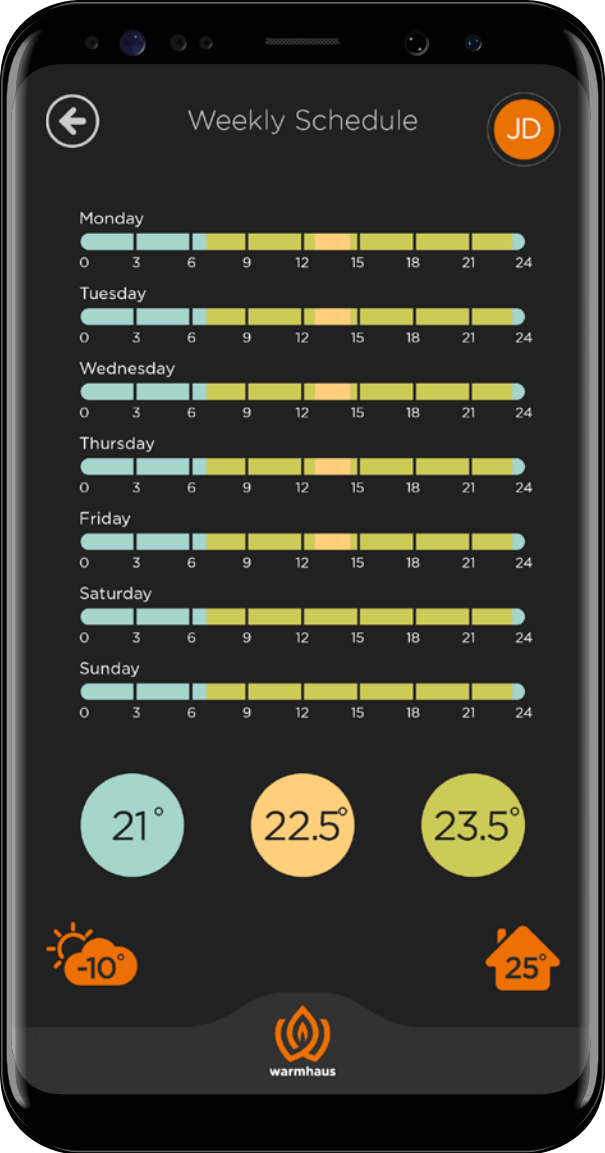 Weekly Schedule
JD
Monday
0 3 6 9 12 15 18 21 24
Tuesday
0 3 6 9 12 15 18 21 24
Wednesday
0 3 6 9 12 15 18 21 24
Thursday
0 3 6 9 12 15 18 21 24
Friday
0 3 6 9 12 15 18 21 24
Saturday
0 3 6 9 12 15 18 21 24
Sunday
0 3 6 9 12 15 18 21 24
21° 22.5° 23.5°
-10° 25°
warmhaus